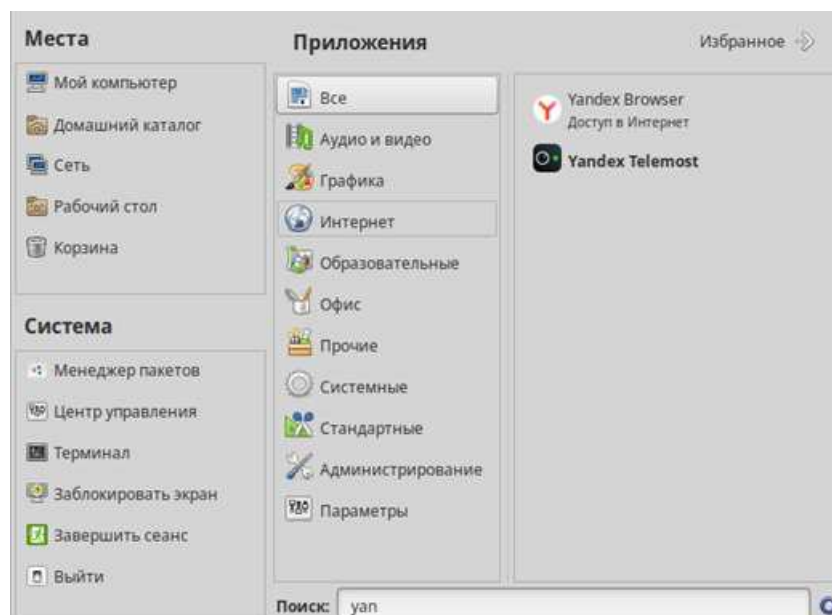 Места
Мой компьютер
Домашний каталог
Сеть
Рабочий стол
Корзина
Система
Менеджер пакетов
Центр управления
Терминал
Заблокировать экран
Завершить сеанс
Выйти
Приложения
Избранное
Все
Аудио и видео
Графика
Интернет
Образовательные
Офис
Прочие
Системные
Стандартные
Администрирование
Параметры
Yandex Browser
Доступ в Интернет
Yandex Telemost
Поиск: yan